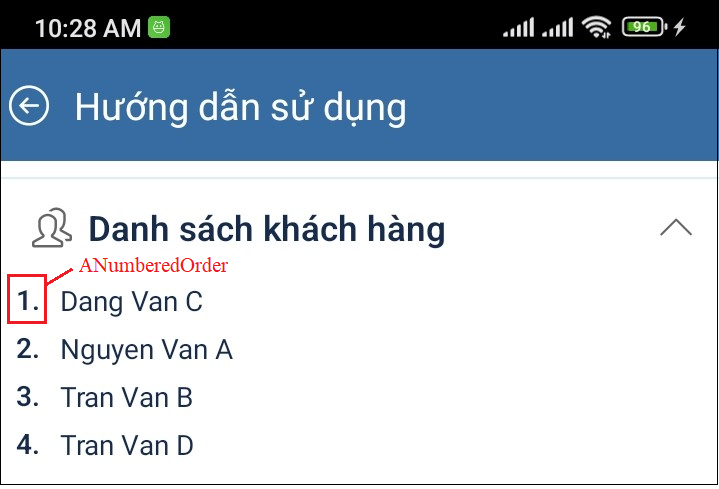 10:28 AM 96
Hướng dẫn sử dụng
Danh sách khách hàng
ANumberedOrder
1. Dang Van C
2. Nguyen Van A
3. Tran Van B
4. Tran Van D